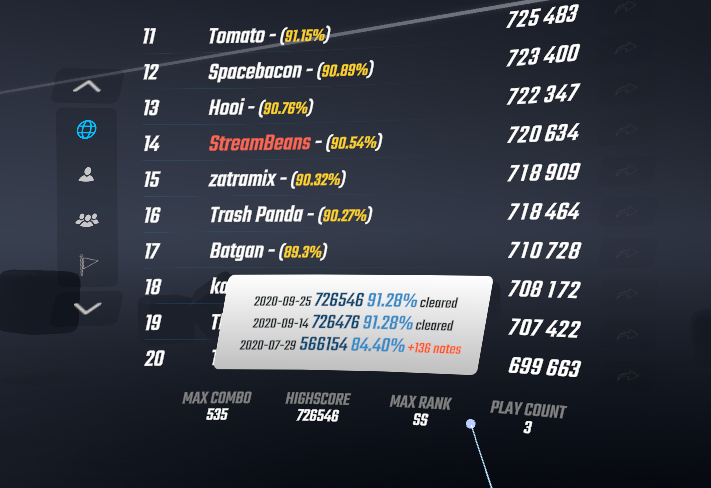 11 Tomato - (91.15%) 725 483
12 Spacebacon - (90.89%) 723 400
13 Hooi - (90.76%) 722 347
14 StreamBeans - (90.54%) 720 634
15 zatramix - (90.32%) 718 909
16 Trash Panda - (90.27%) 718 464
17 Batgan - (89.3%) 710 728
18 708 172
19 707 422
20 699 663
2020-09-25 726546 91.28% cleared
2020-09-14 726476 91.28% cleared
2020-07-29 566154 84.40% +136 notes
MAX COMBO HIGHSCORE MAX RANK PLAY COUNT
535 726546 SS 3